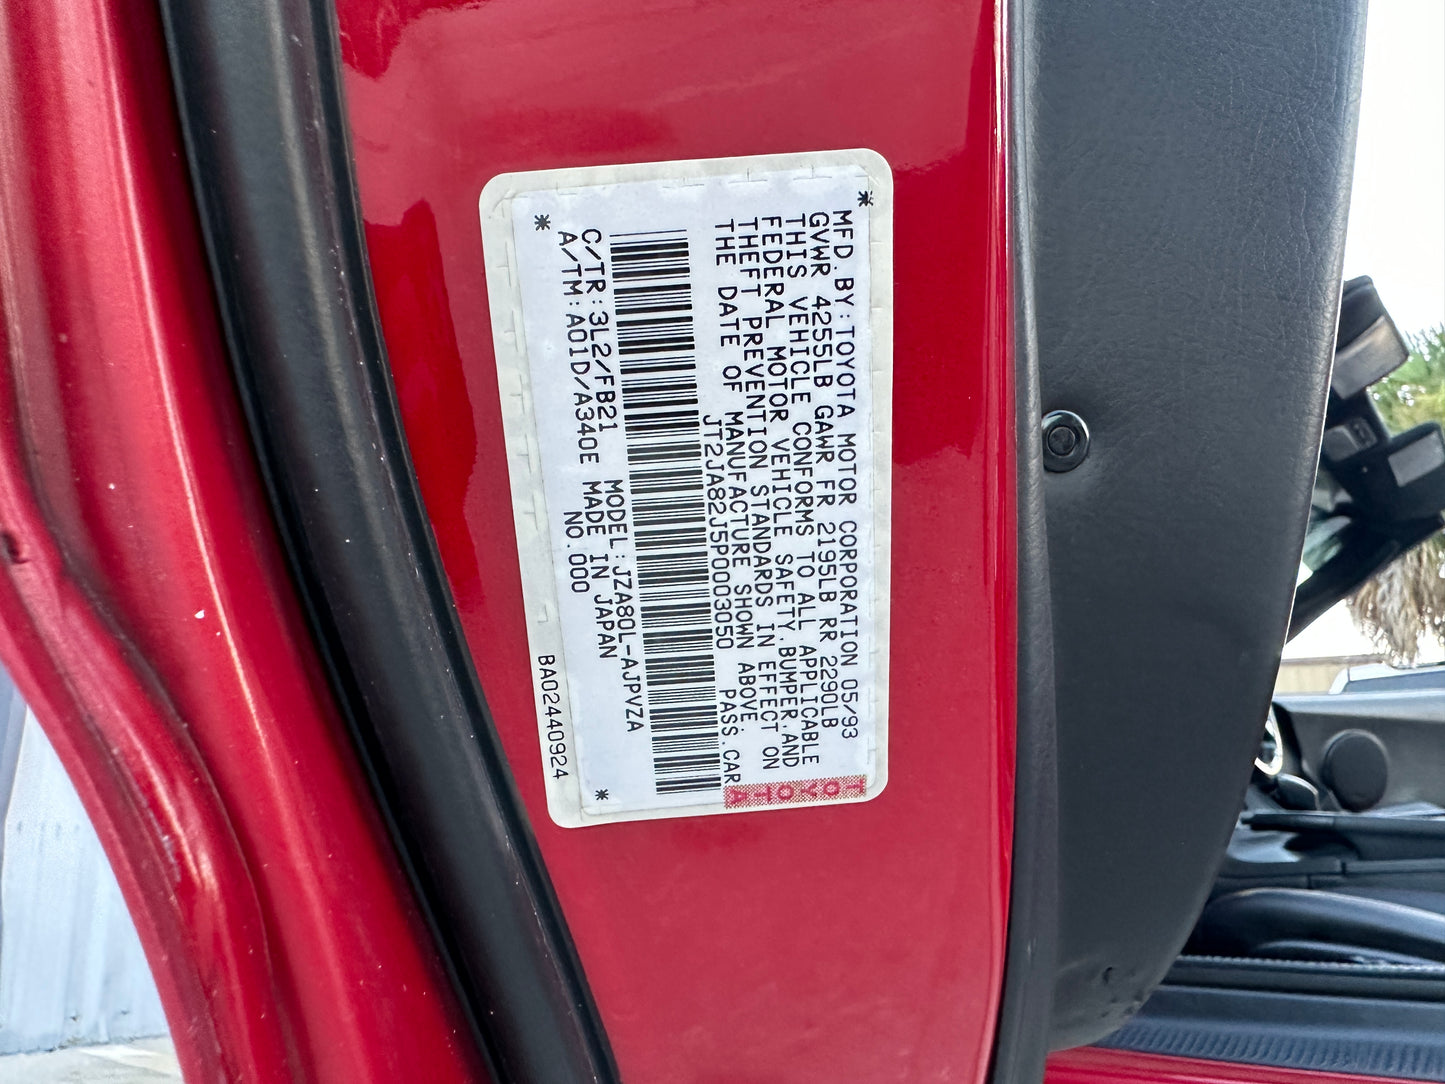 MFD.BY:TOYOTA MOTOR CORPORATION 05/93
GVWR 4255LB GAWR FR 2195LB RR 2290LB
THIS VEHICLE CONFORMS TO ALL APPLICABLE
FEDERAL MOTOR VEHICLE SAFETY,BUMPER,AND
THEFT PREVENTION STANDARDS IN EFFECT ON
THE DATE OF MANUFACTURE SHOWN ABOVE.
JT2JA82J5P0003050 PASS.CAR
C/TR:3L2/FB21 MODEL:JZA80L-AJPVZA
A/TM:A01D/A340E MADE IN JAPAN
NO.000
BA02440924
TOYOTA